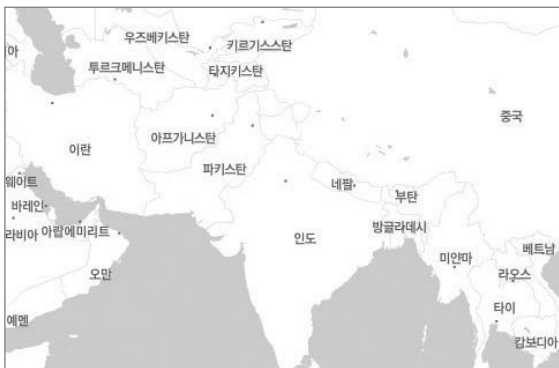 우즈베키스탄
키르기스스탄
아
투르크메니스탄
타지키스탄
중국
아프가니스탄
이란
파키스탄
웨이트
네팔
부탄
바레인
방글라데시
라비아
아랍에미리트
인도
베트남
미얀마
오만
라오스
타이
예멘
캄보디아